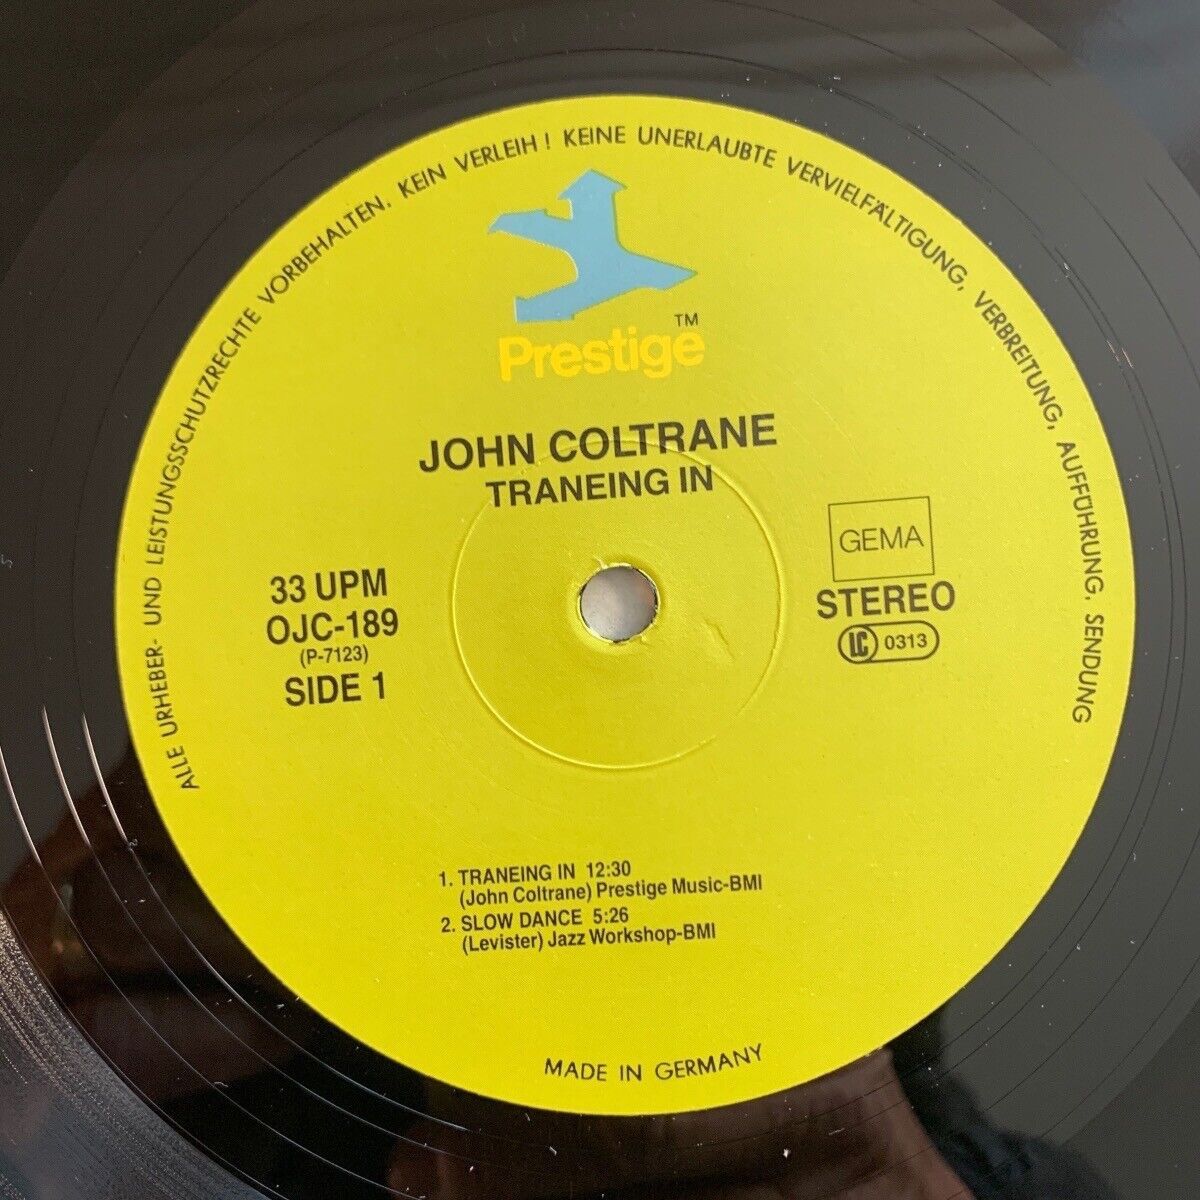 ALLE URHEBER- UND LEISTUNGSSCHUTZRECHTE VORBEHALTEN. KEIN VERLEIH! KEINE UNERLAUBTE VERVIELFÄLTIGUNG, VERBREITUNG, AUFFÜHRUNG, SENDUNG
Prestige TM
JOHN COLTRANE
TRANEING IN
33 UPM
OJC-189
(P-7123)
SIDE 1
GEMA
STEREO
LC 0313
1. TRANEING IN 12:30
(John Coltrane) Prestige Music-BMI
2. SLOW DANCE 5:26
(Levister) Jazz Workshop-BMI
MADE IN GERMANY